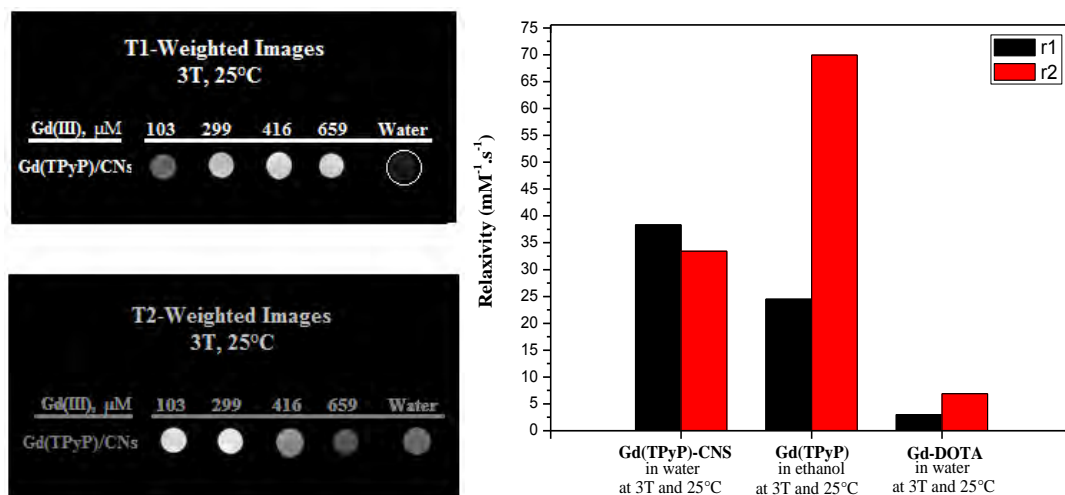 T1-Weighted Images
3T, 25°C
Gd(III), μM 103 299 416 659 Water
Gd(TPyP)/CNs
T2-Weighted Images
3T, 25°C
Gd(III), μM 103 299 416 659 Water
Gd(TPyP)/CNs
Relaxivity (mM⁻¹.s⁻¹)
75
70
65
60
55
50
45
40
35
30
25
20
15
10
5
0
r1
r2
Gd(TPyP)-CNS
in water
at 3T and 25°C
Gd(TPyP)
in ethanol
at 3T and 25°C
Gd-DOTA
in water
at 3T and 25°C